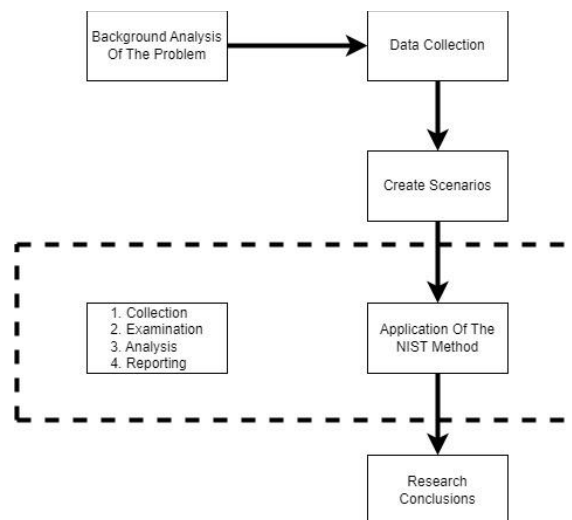 Background Analysis
Of The Problem
Data Collection
Create Scenarios
1. Collection
2. Examination
3. Analysis
4. Reporting
Application Of The
NIST Method
Research
Conclusions